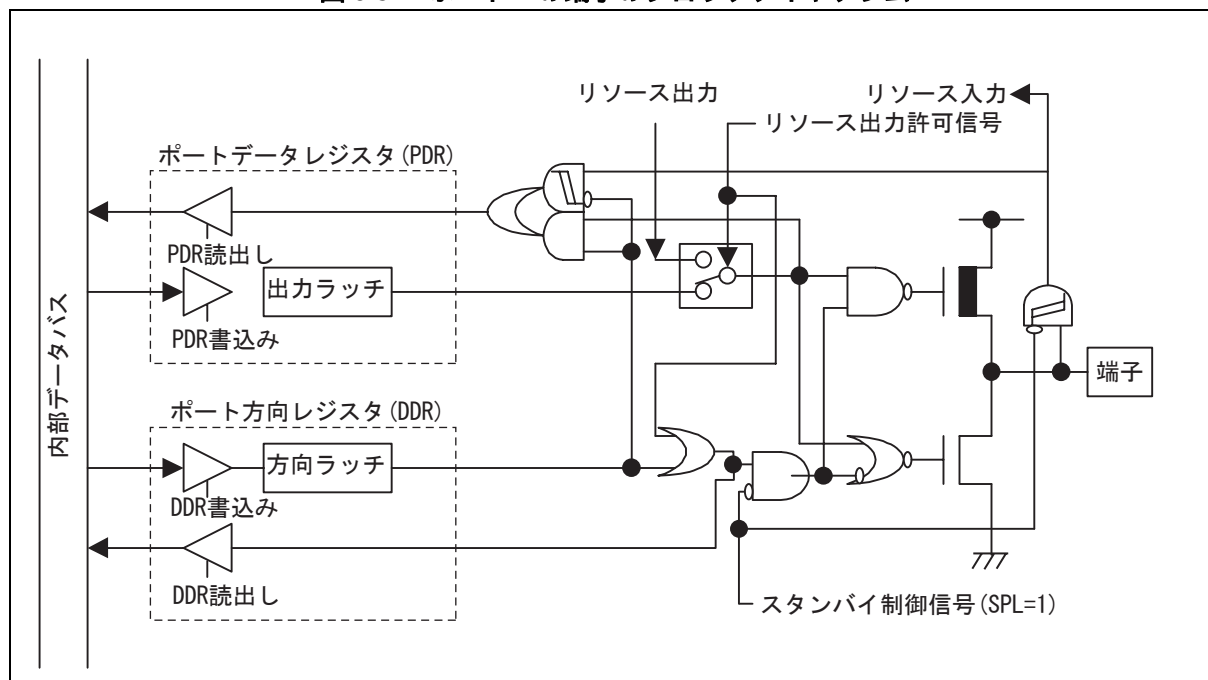 リソース出力
リソース入力
リソース出力許可信号
ポートデータレジスタ(PDR)
PDR読出し
出力ラッチ
PDR書込み
内部データバス
端子
ポート方向レジスタ(DDR)
方向ラッチ
DDR書込み
DDR読出し
スタンバイ制御信号(SPL=1)